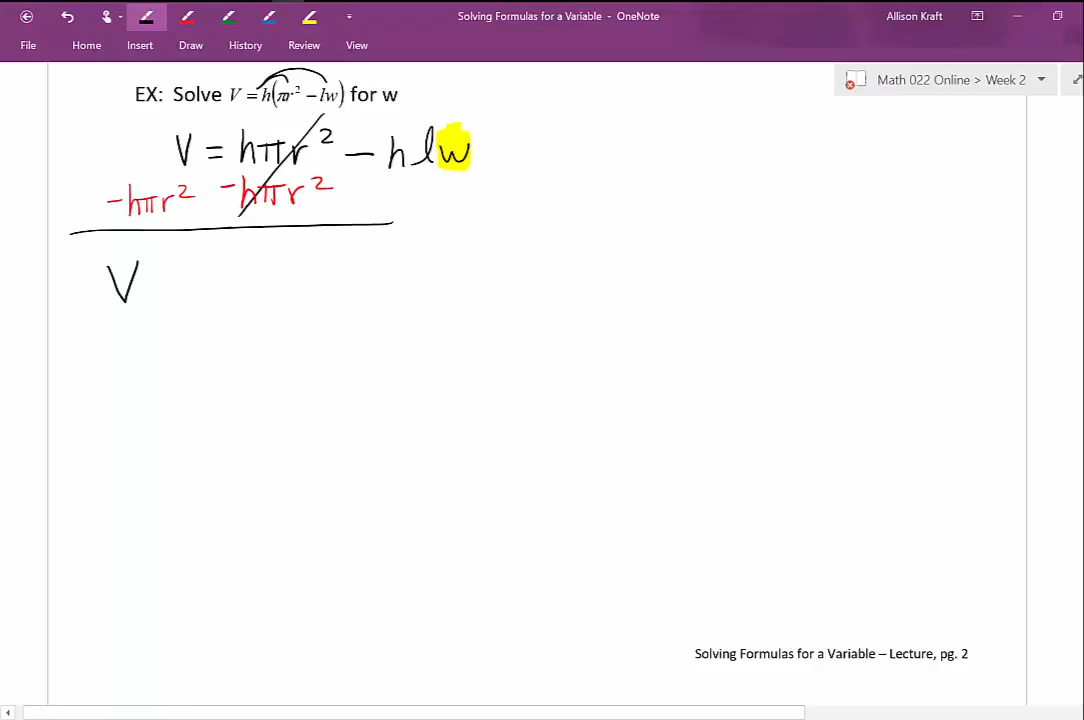 Solving Formulas for a Variable - OneNote
Allison Kraft
File Home Insert Draw History Review View
Math 022 Online > Week 2
EX: Solve V = h(πr² − lw) for w
V = hπr² − hlw
-hπr² -hπr²
V
Solving Formulas for a Variable – Lecture, pg. 2